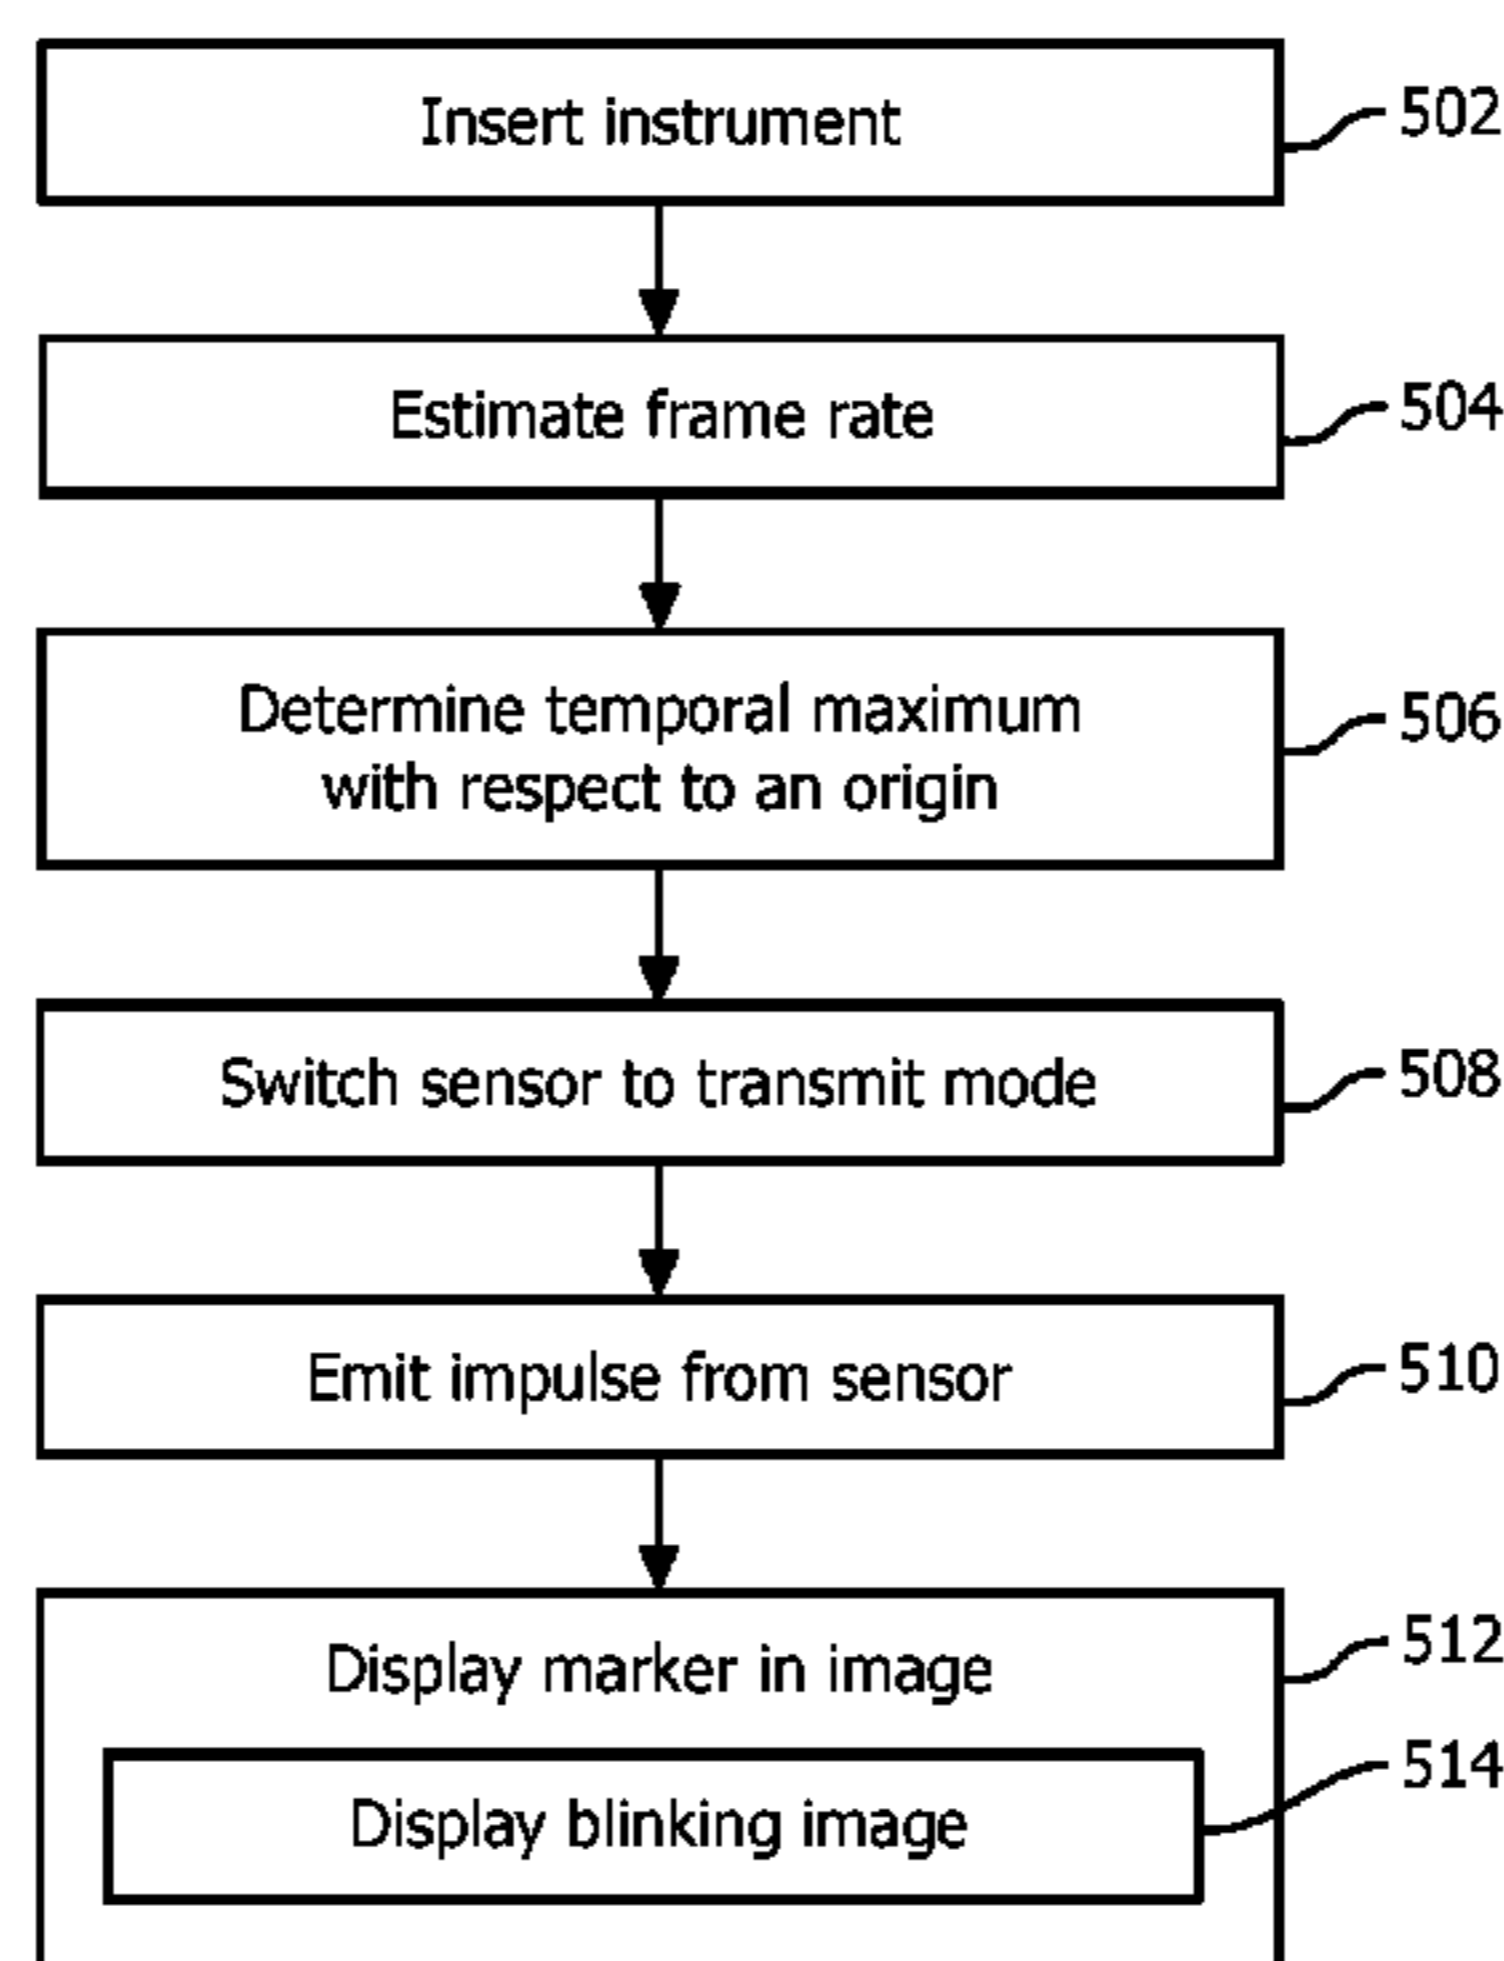 Insert instrument
502
Estimate frame rate
504
Determine temporal maximum
with respect to an origin
506
Switch sensor to transmit mode
508
Emit impulse from sensor
510
Display marker in image
512
Display blinking image
514